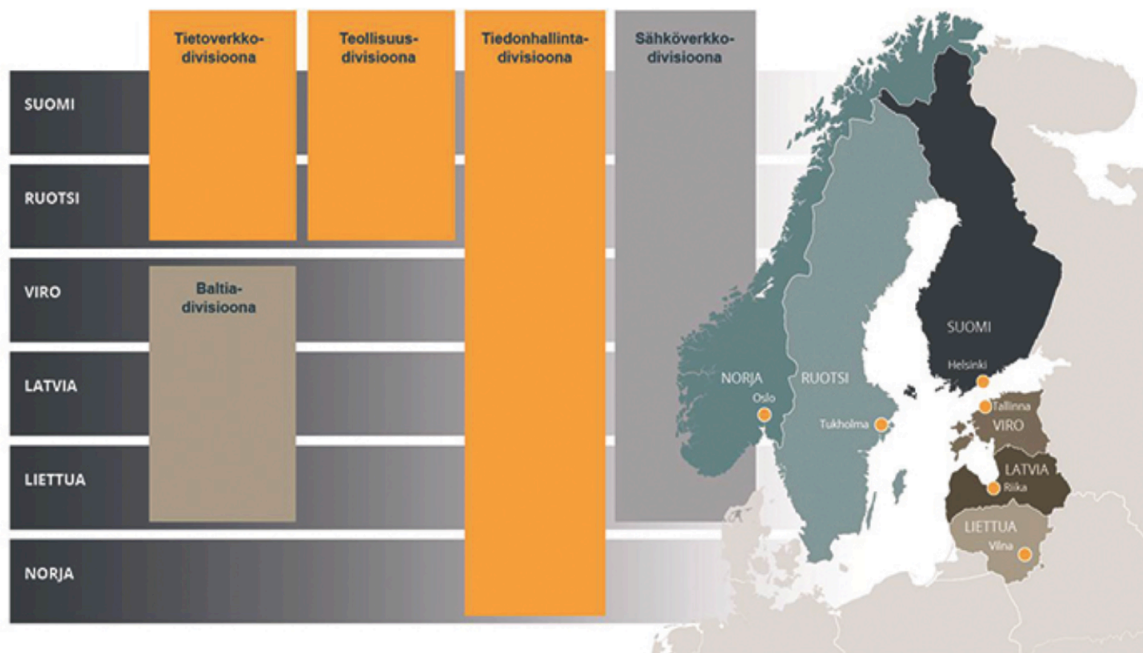 Tietoverkko-
divisioona
Teollisuus-
divisioona
Tiedonhallinta-
divisioona
Sähköverkko-
divisioona
SUOMI
RUOTSI
VIRO
Baltia-
divisioona
LATVIA
LIETTUA
NORJA
SUOMI
Helsinki
NORJA
Oslo
RUOTSI
Tukholma
Tallinna
VIRO
LATVIA
Riika
LIETTUA
Vilna